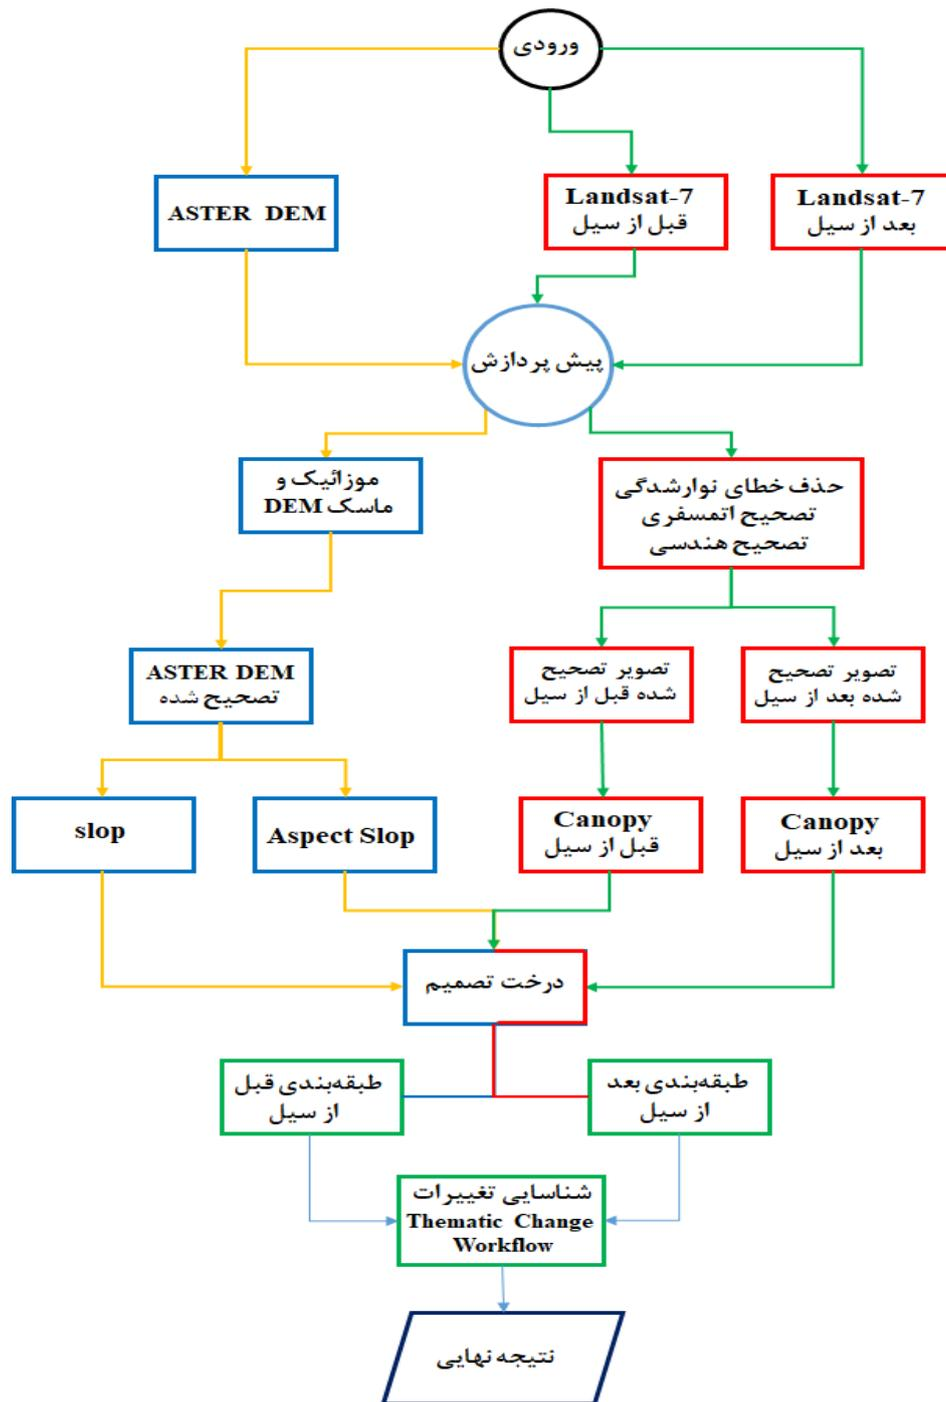 ورودی
ASTER DEM
Landsat-7
قبل از سیل
Landsat-7
بعد از سیل
پیش پردازش
موزائیک و
ماسک DEM
حذف خطای نوارشدگی
تصحیح اتمسفری
تصحیح هندسی
ASTER DEM
تصحیح شده
تصویر تصحیح
شده قبل از سیل
تصویر تصحیح
شده بعد از سیل
slop
Aspect Slop
Canopy
قبل از سیل
Canopy
بعد از سیل
درخت تصمیم
طبقه‌بندی قبل
از سیل
طبقه‌بندی بعد
از سیل
شناسایی تغییرات
Thematic Change
Workflow
نتیجه نهایی